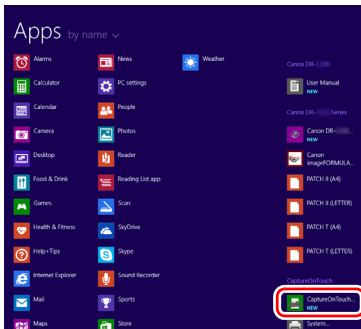 Apps by name
Alarms
Calculator
Calendar
Camera
Desktop
Food & Drink
Games
Health & Fitness
Help+Tips
Internet Explorer
Mail
Maps
News
PC settings
People
Photos
Reader
Reading List app
Scan
SkyDrive
Skype
Sound Recorder
Sports
Store
Weather
Canon DR-
User Manual
NEW
Canon DR- Series
Canon DR-
NEW
Canon
imageFORMULA...
PATCH II (A4)
PATCH II (LETTER)
PATCH T (A4)
PATCH T (LETTER)
CaptureOnTouch
CaptureOnTouch...
NEW
System...